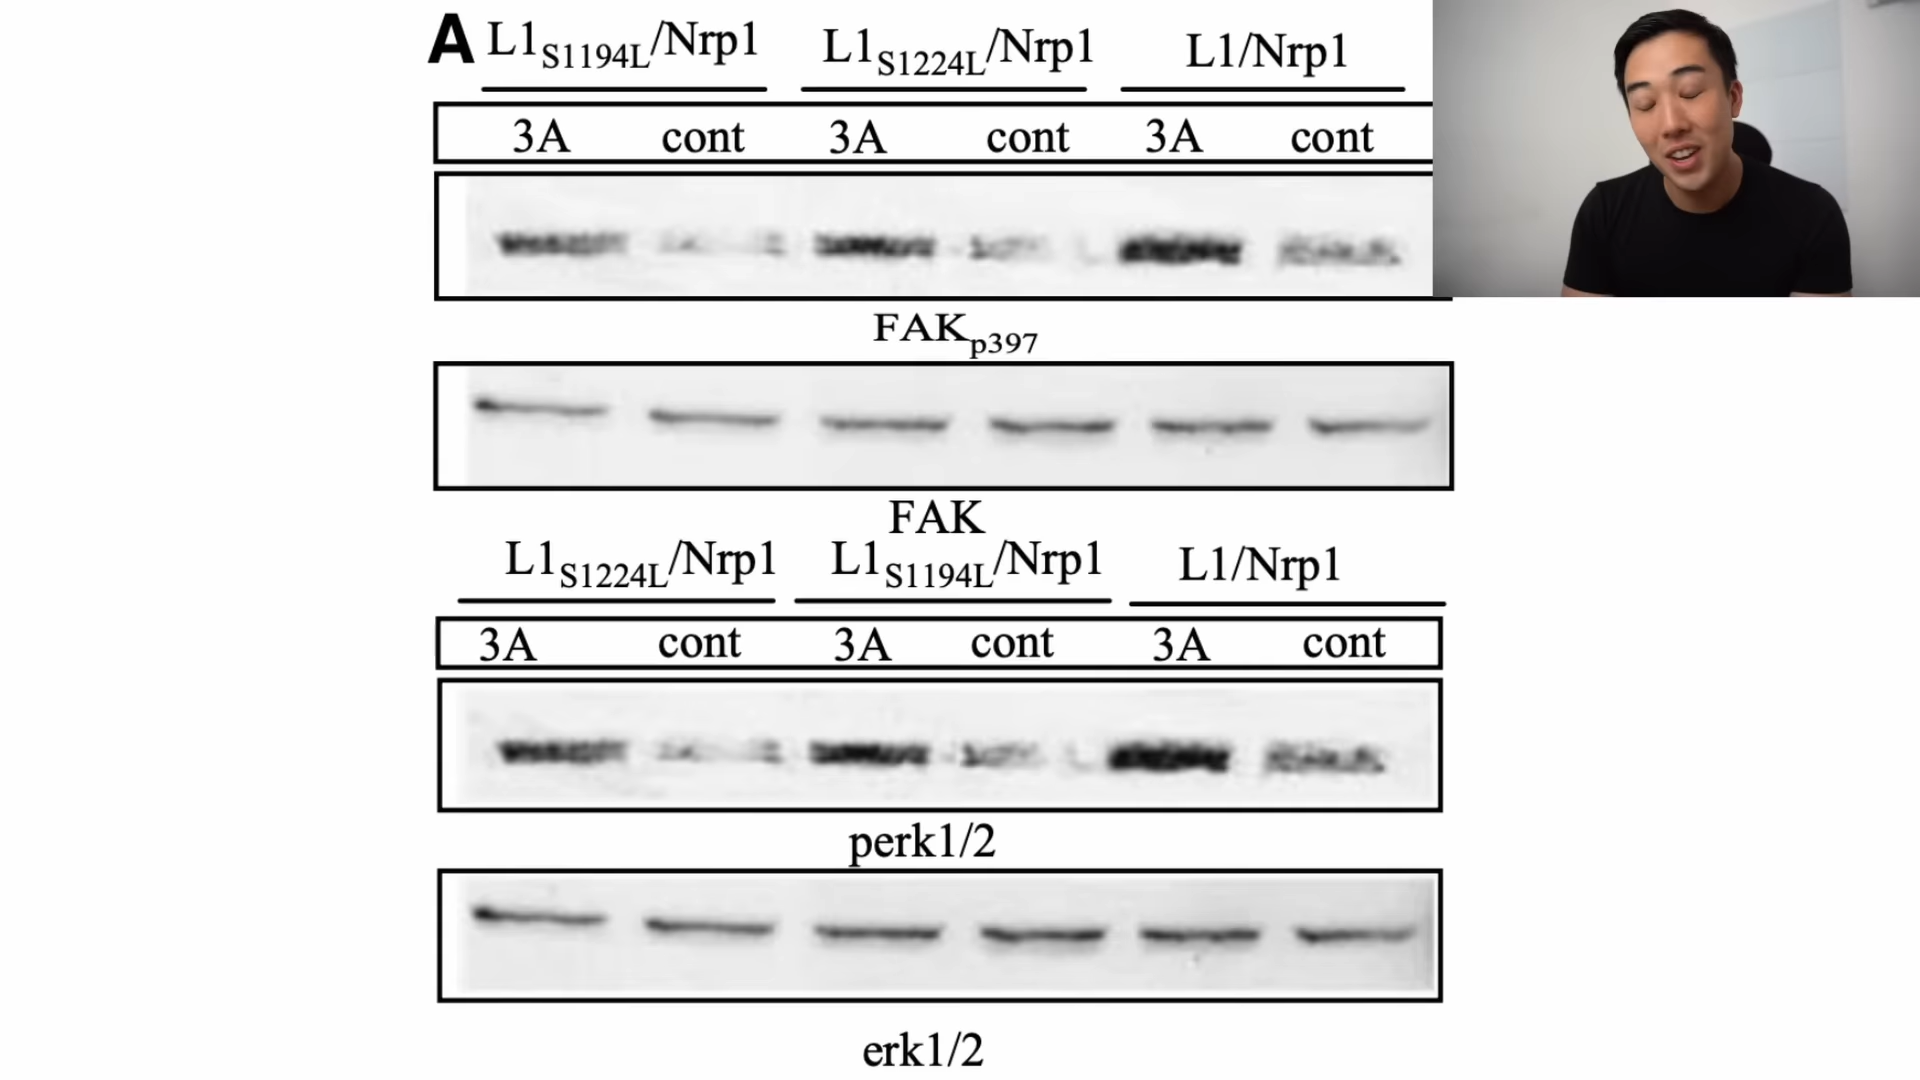 A L1S1194L/Nrp1 L1S1224L/Nrp1 L1/Nrp1
3A cont 3A cont 3A cont
FAKp397
FAK
L1S1224L/Nrp1 L1S1194L/Nrp1 L1/Nrp1
3A cont 3A cont 3A cont
perk1/2
erk1/2